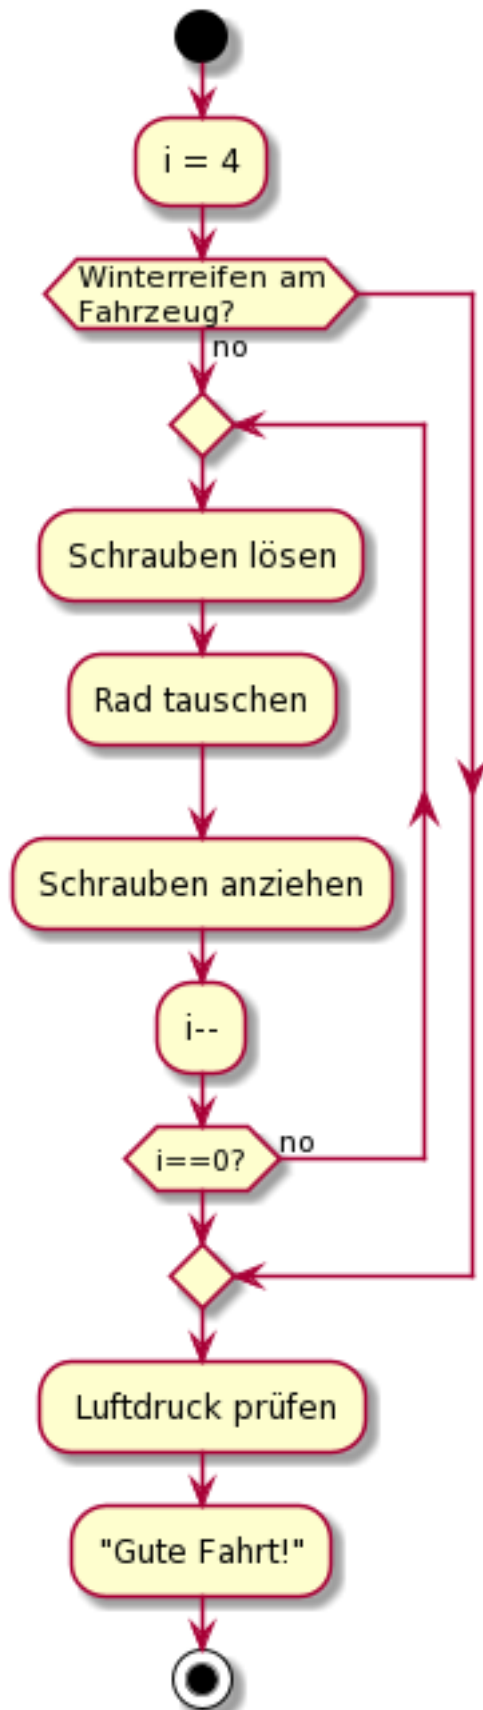 i = 4
Winterreifen am
Fahrzeug?
no
Schrauben lösen
Rad tauschen
Schrauben anziehen
i--
i==0?
no
Luftdruck prüfen
"Gute Fahrt!"